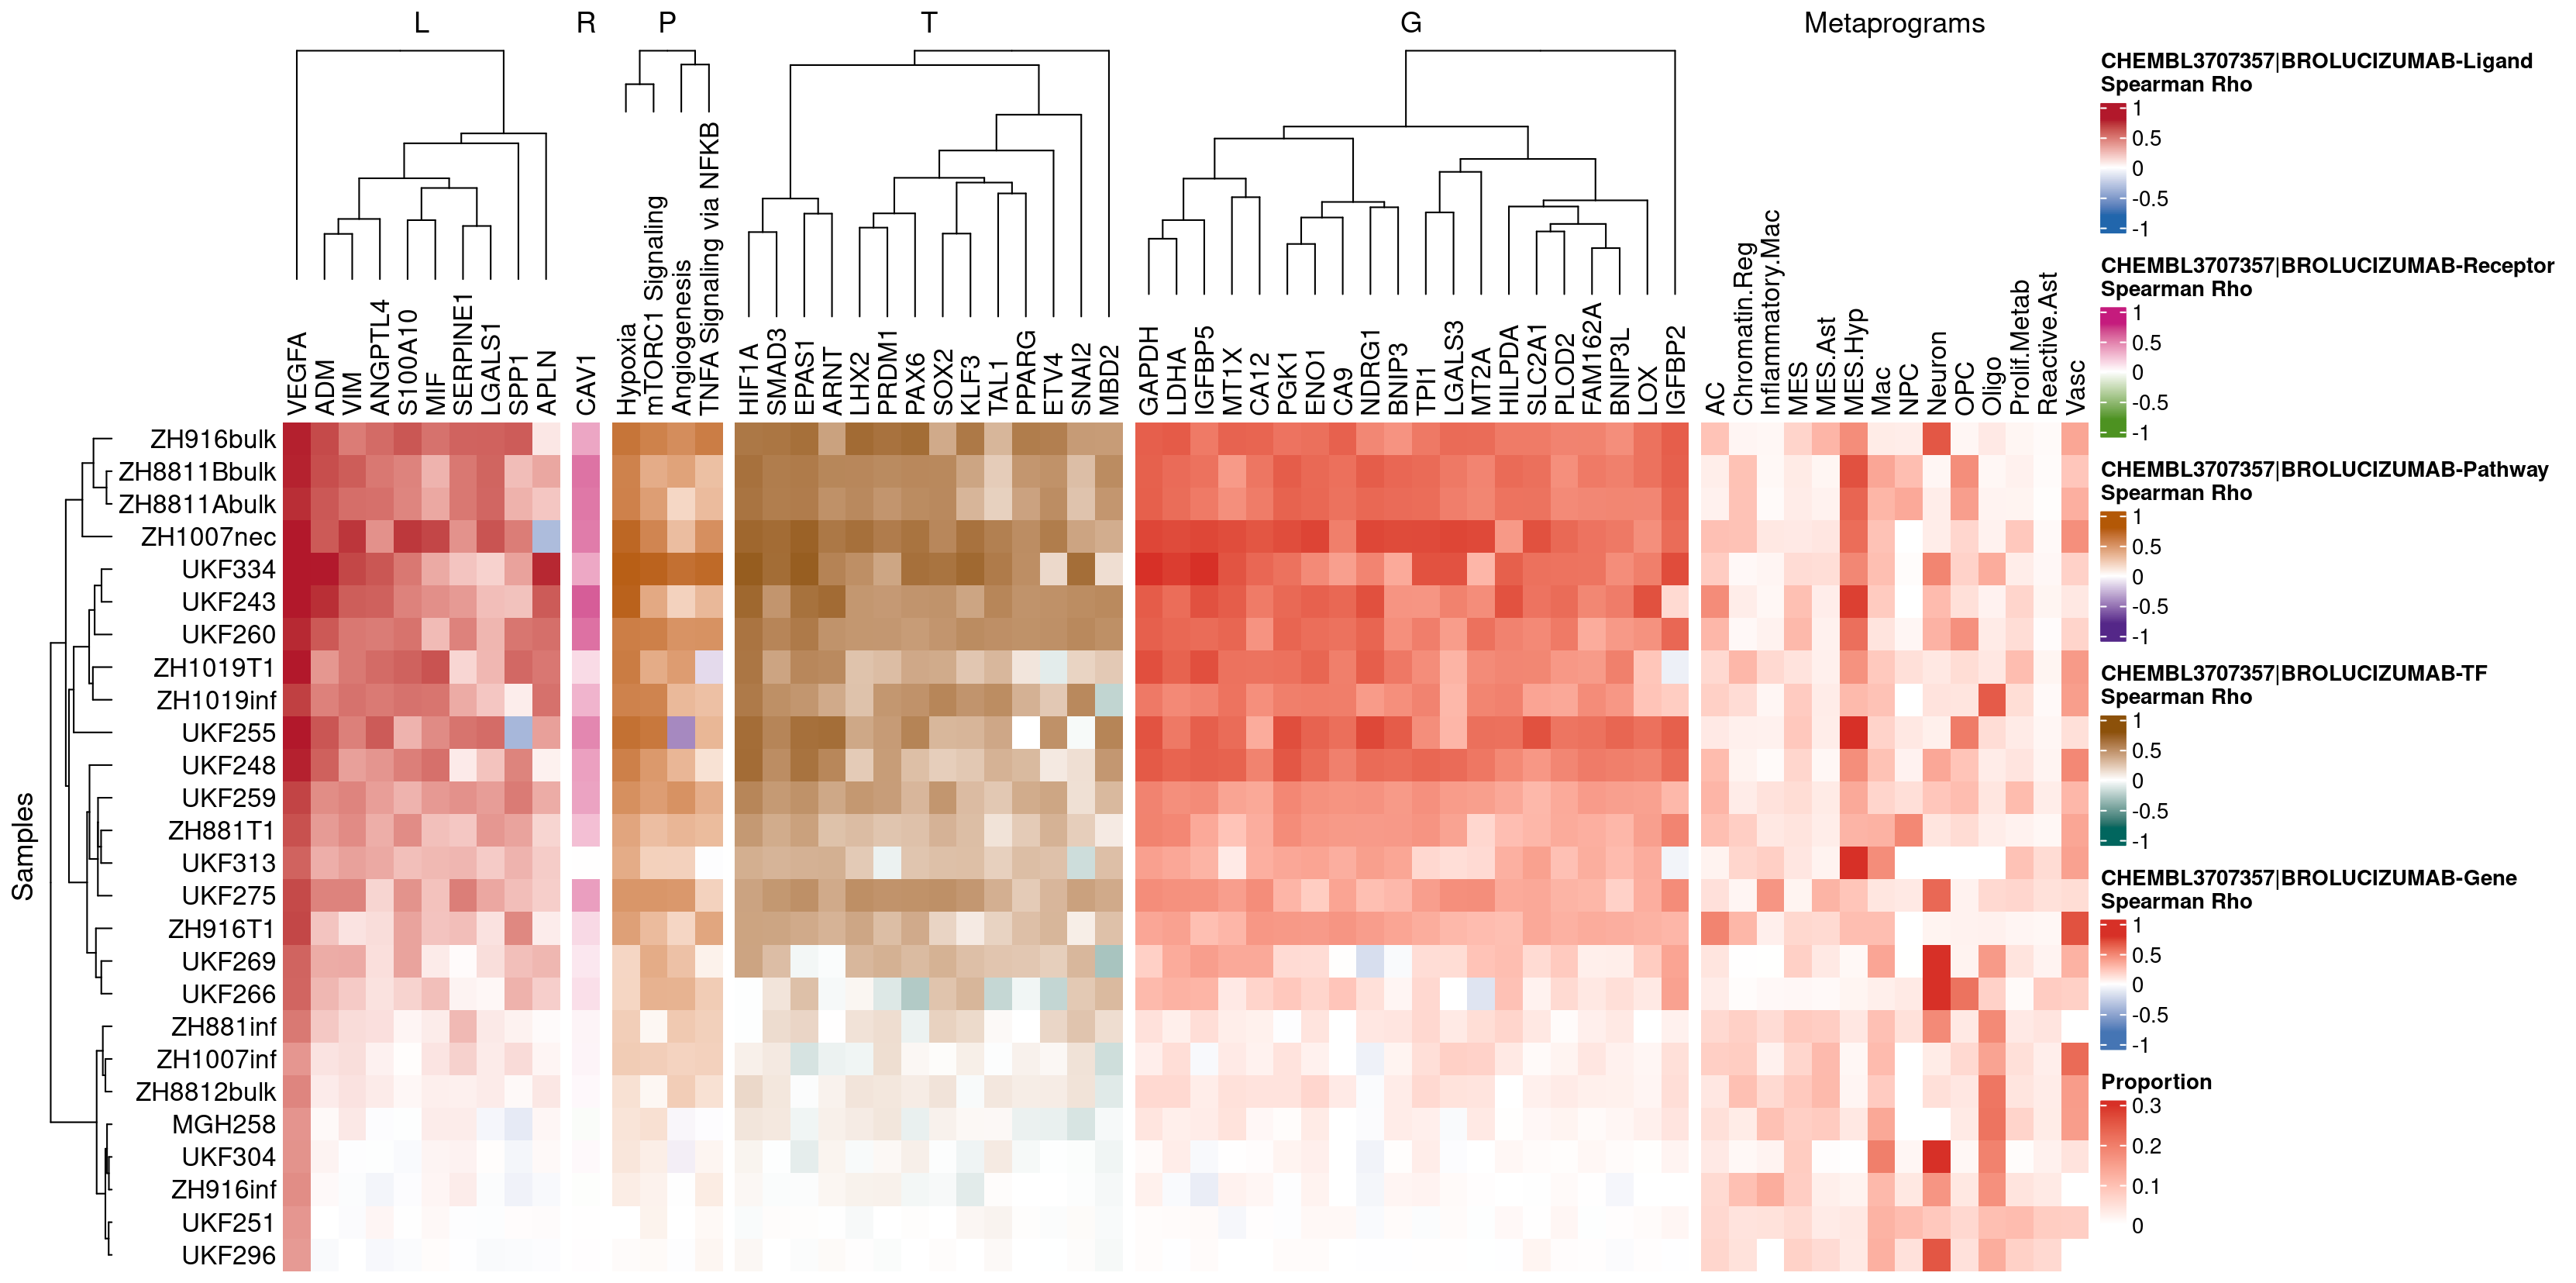 L R P T G Metaprograms
CHEMBL3707357|BROLUCIZUMAB-Ligand
Spearman Rho
1
0.5
0
-0.5
-1
CHEMBL3707357|BROLUCIZUMAB-Receptor
Spearman Rho
1
0.5
0
-0.5
-1
CHEMBL3707357|BROLUCIZUMAB-Pathway
Spearman Rho
1
0.5
0
-0.5
-1
CHEMBL3707357|BROLUCIZUMAB-TF
Spearman Rho
1
0.5
0
-0.5
-1
CHEMBL3707357|BROLUCIZUMAB-Gene
Spearman Rho
1
0.5
0
-0.5
-1
Proportion
0.3
0.2
0.1
0
VEGFA
ADM
VIM
ANGPTL4
S100A10
MIF
SERPINE1
LGALS1
SPP1
APLN
CAV1
Hypoxia
mTORC1 Signaling
Angiogenesis
TNFA Signaling via NFKB
HIF1A
SMAD3
EPAS1
ARNT
LHX2
PRDM1
PAX6
SOX2
KLF3
TAL1
PPARG
ETV4
SNAI2
MBD2
GAPDH
LDHA
IGFBP5
MT1X
CA12
PGK1
ENO1
CA9
NDRG1
BNIP3
TPI1
LGALS3
MT2A
HILPDA
SLC2A1
PLOD2
FAM162A
BNIP3L
LOX
IGFBP2
AC
Chromatin.Reg
Inflammatory.Mac
MES
MES.Ast
MES.Hyp
Mac
NPC
Neuron
OPC
Oligo
Prolif.Metab
Reactive.Ast
Vasc
Samples
ZH916bulk
ZH8811Bbulk
ZH8811Abulk
ZH1007nec
UKF334
UKF243
UKF260
ZH1019T1
ZH1019inf
UKF255
UKF248
UKF259
ZH881T1
UKF313
UKF275
ZH916T1
UKF269
UKF266
ZH881inf
ZH1007inf
ZH8812bulk
MGH258
UKF304
ZH916inf
UKF251
UKF296